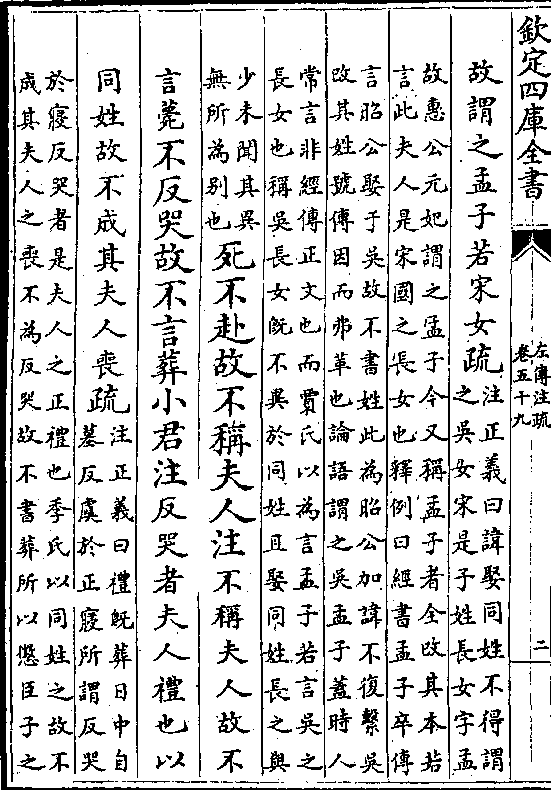 欽定四庫全書
左傳注疏
卷五十九
二
故謂之孟子若宋女疏
注正義曰諱娶同姓不得謂
之吳女宋是子姓長女字孟
故惠公元妃謂之孟子今又稱孟子者全改其本若
言此夫人是宋國之長女也釋例曰經書孟子卒傳
言昭公娶于吳故不書姓此為昭公加諱不復繫吳
改其姓號傳因而弗革也論語謂之吳孟子蓋時人
常言非經傳正文也而賈氏以為言孟子若言吳之
長女也稱吳長女旣不異於同姓且娶同姓長之與
少未聞其異
無所為別也
死不赴故不稱夫人注不稱夫人故不
言薨不反哭故不言葬小君注反哭者夫人禮也以
同姓故不成其夫人喪疏
注正義曰禮旣葬日中自
墓反虞於正寢所謂反哭
於寢反哭者是夫人之正禮也季氏以同姓之故不
成其夫人之喪不為反哭故不書葬所以懲臣子之